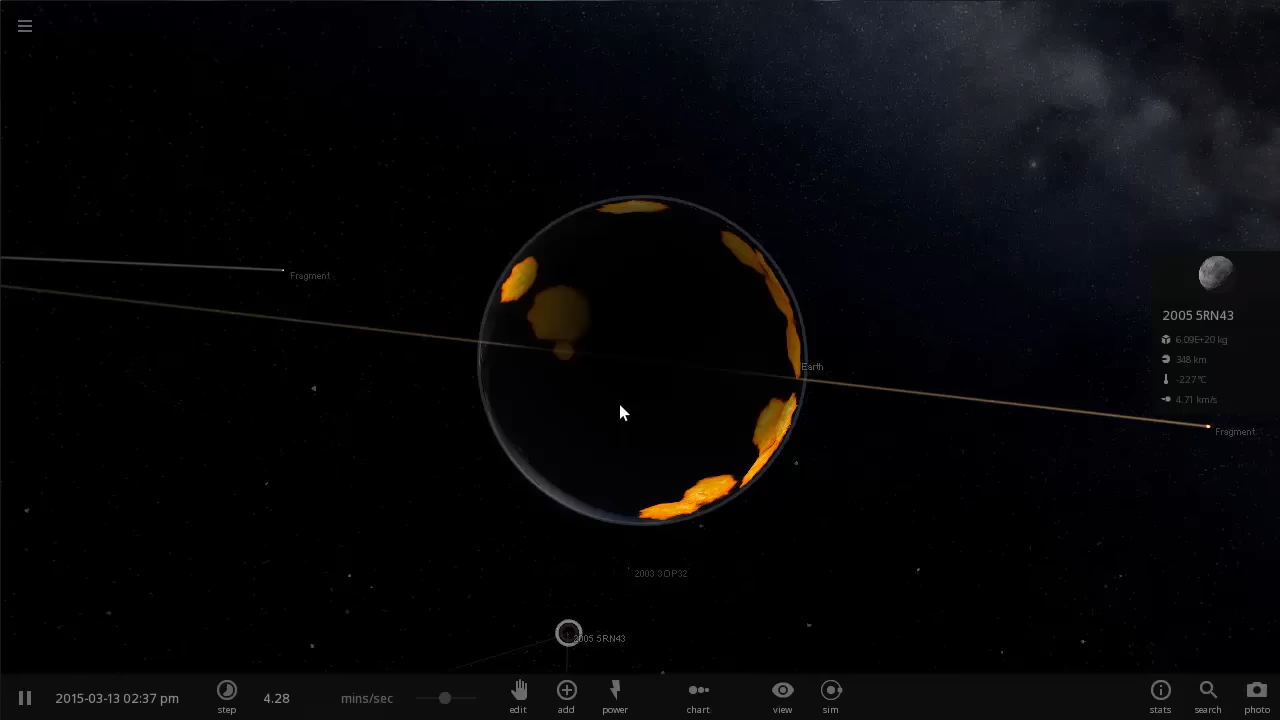 Fragment
Earth
Fragment
2005 5RN43
6.09E+20 kg
348 km
-227°C
4.71 km/s
2003 3OP32
2005 5RN43
2015-03-13 02:37 pm
step
4.28
mins/sec
edit
add
power
chart
view
sim
stats
search
photo